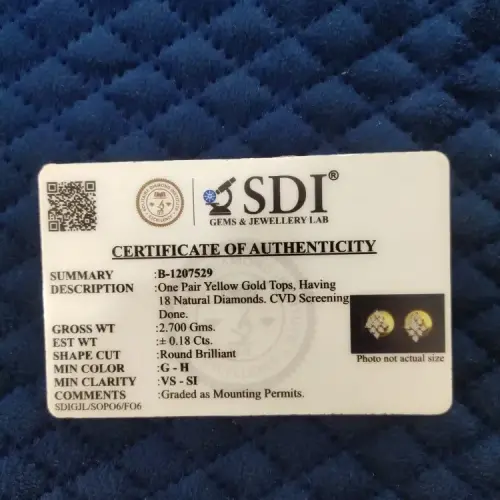 SDI®
GEMS & JEWELLERY LAB
CERTIFICATE OF AUTHENTICITY
SUMMARY :B-1207529
DESCRIPTION :One Pair Yellow Gold Tops, Having
18 Natural Diamonds. CVD Screening
Done.
GROSS WT :2.700 Gms.
EST WT :± 0.18 Cts.
SHAPE CUT :Round Brilliant
MIN COLOR :G - H
MIN CLARITY :VS - SI
COMMENTS :Graded as Mounting Permits.
SDIGJL/SOPO6/FO6
Photo not actual size